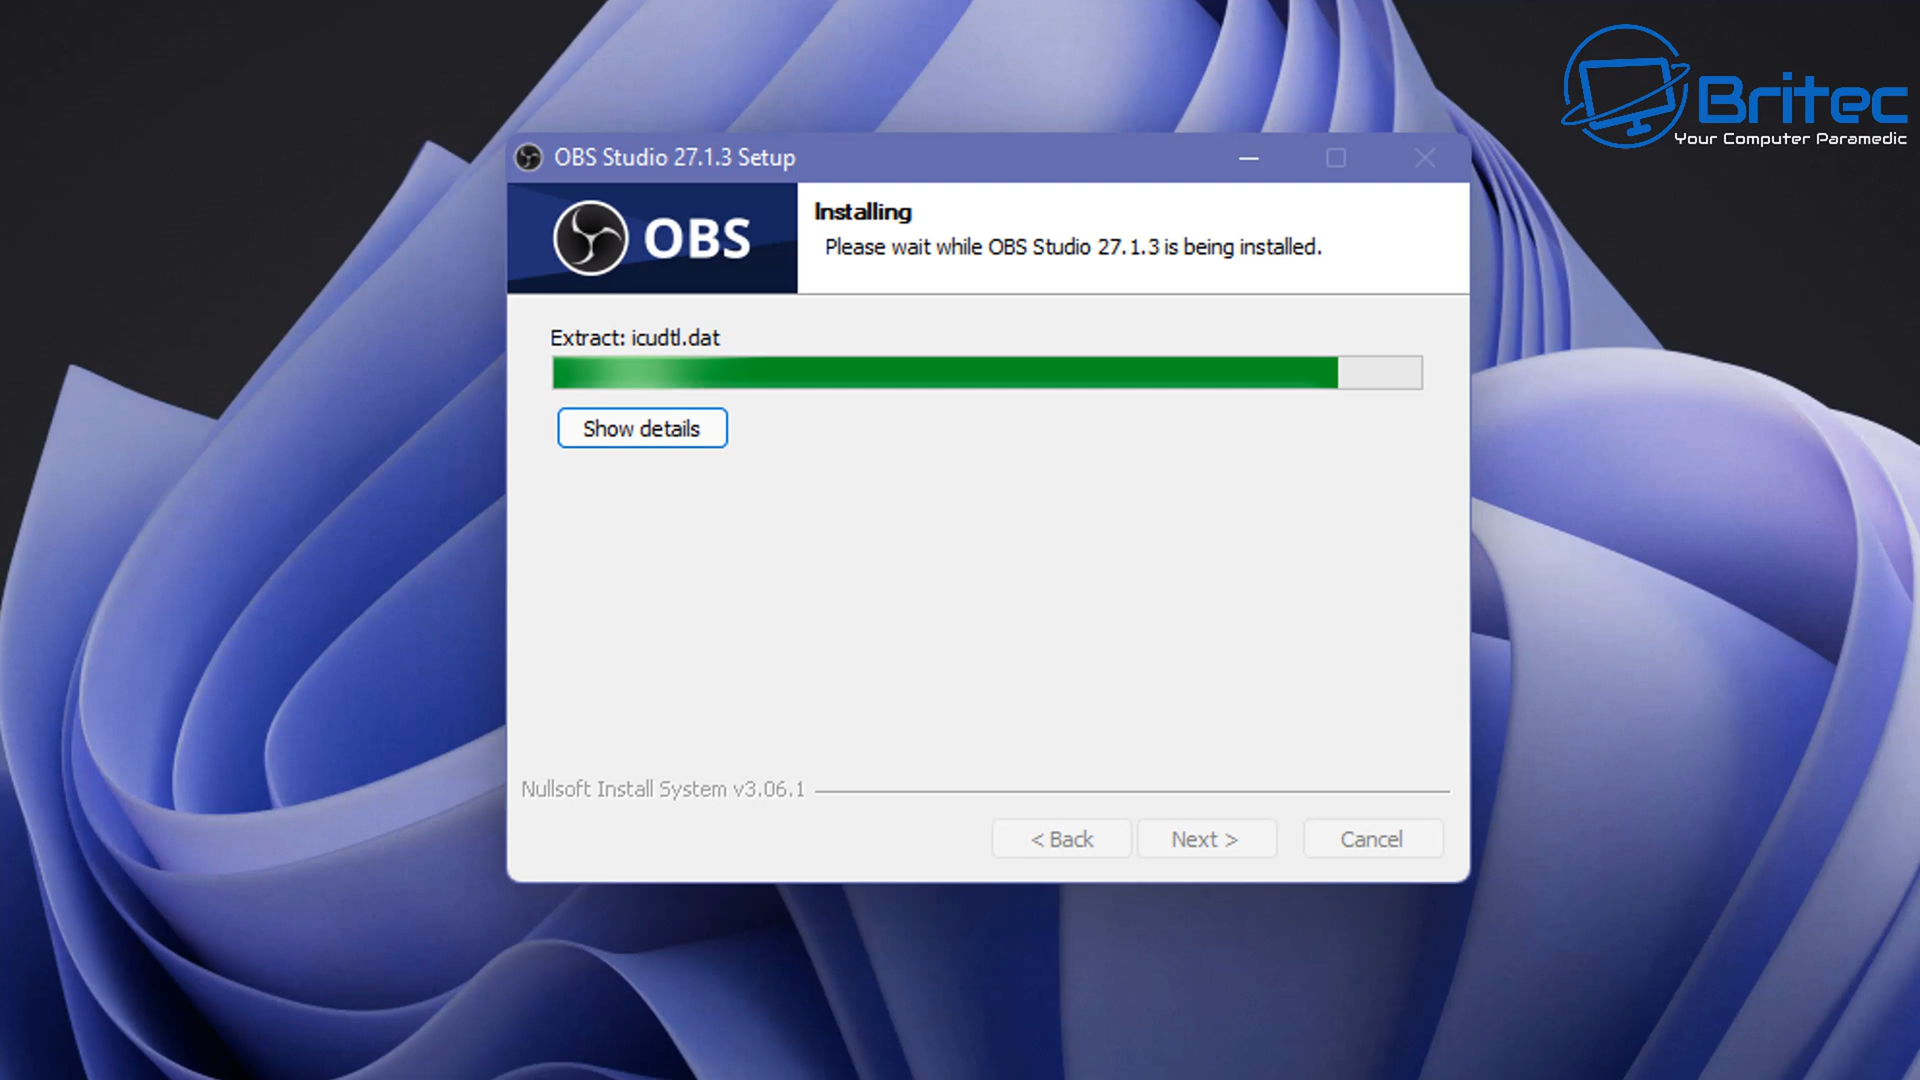 Britec
Your Computer Paramedic
OBS Studio 27.1.3 Setup
OBS
Installing
Please wait while OBS Studio 27.1.3 is being installed.
Extract: icudtl.dat
Show details
Nullsoft Install System v3.06.1
< Back
Next >
Cancel